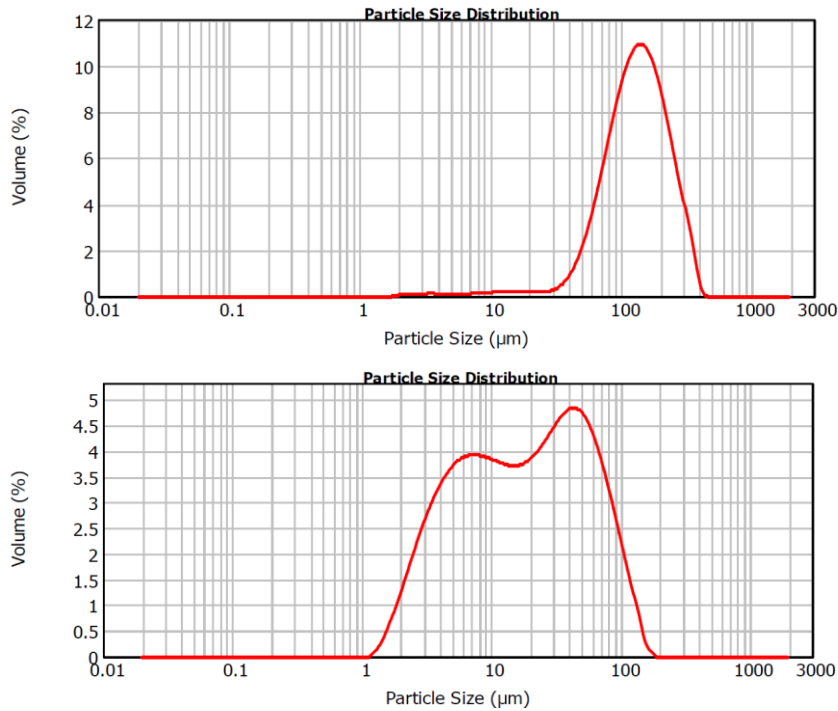 Particle Size Distribution
12
10
8
6
4
2
0
Volume (%)
0.01 0.1 1 10 100 1000 3000
Particle Size (µm)
Particle Size Distribution
5
4.5
4
3.5
3
2.5
2
1.5
1
0.5
0
Volume (%)
0.01 0.1 1 10 100 1000 3000
Particle Size (µm)